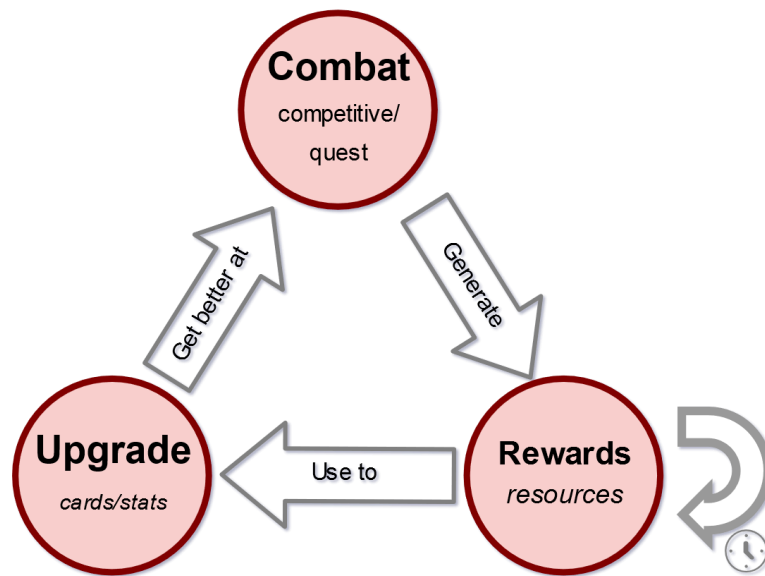 Combat
competitive/
quest
Get better at
Generate
Upgrade
cards/stats
Use to
Rewards
resources